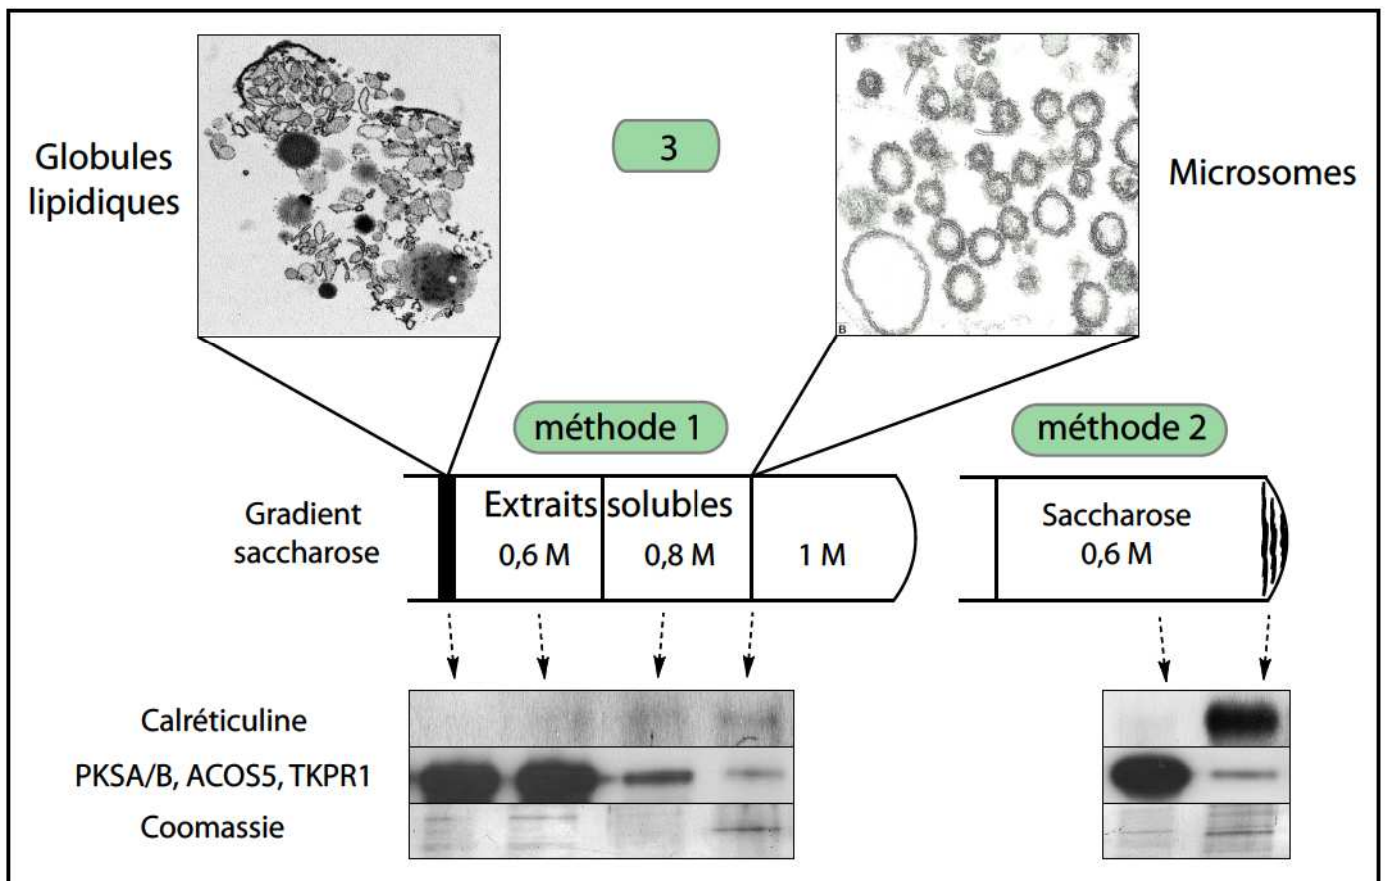 Globules
lipidiques
3
Microsomes
B
méthode 1
méthode 2
Gradient
saccharose
Extraits solubles
0,6 M
0,8 M
1 M
Saccharose
0,6 M
Calréticuline
PKSA/B, ACOS5, TKPR1
Coomassie